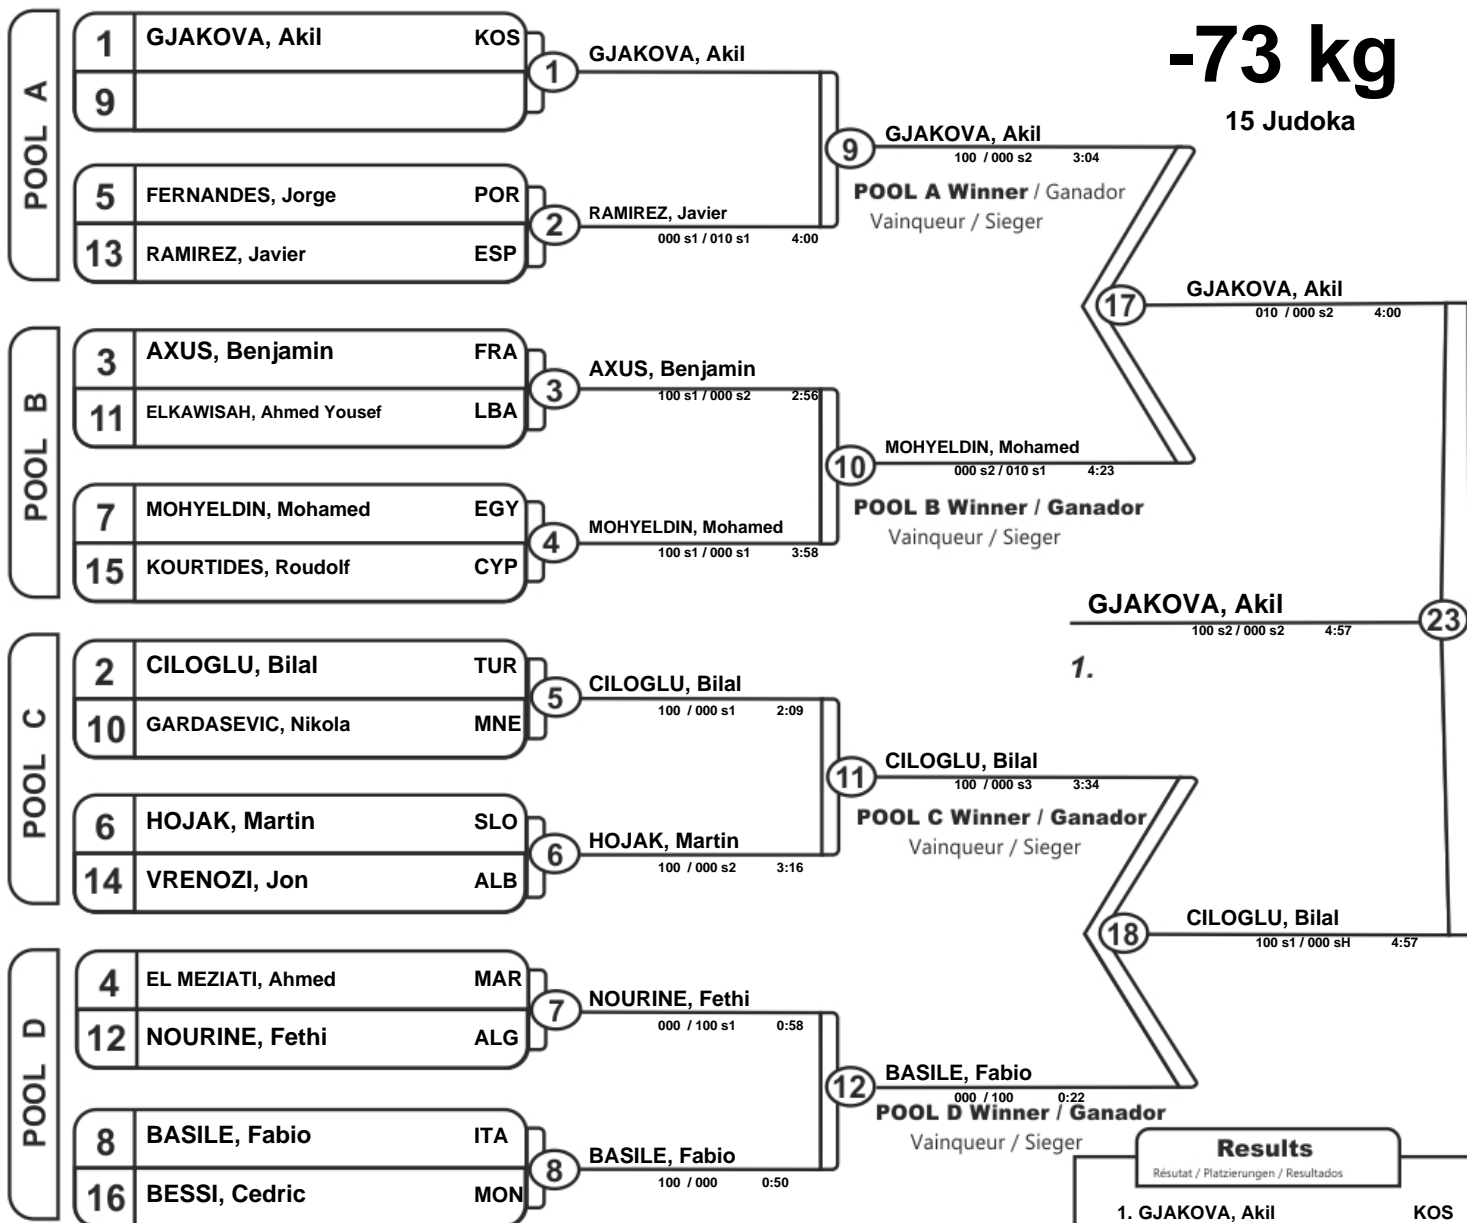 -73 kg
15 Judoka
POOL A
1 GJAKOVA, Akil KOS
9
1
GJAKOVA, Akil
5 FERNANDES, Jorge POR
13 RAMIREZ, Javier ESP
2
RAMIREZ, Javier
000 s1 / 010 s1 4:00
9
GJAKOVA, Akil
100 / 000 s2 3:04
POOL A Winner / Ganador
Vainqueur / Sieger
POOL B
3 AXUS, Benjamin FRA
11 ELKAWISAH, Ahmed Yousef LBA
3
AXUS, Benjamin
100 s1 / 000 s2 2:56
7 MOHYELDIN, Mohamed EGY
15 KOURTIDES, Roudolf CYP
4
MOHYELDIN, Mohamed
100 s1 / 000 s1 3:58
10
MOHYELDIN, Mohamed
000 s2 / 010 s1 4:23
POOL B Winner / Ganador
Vainqueur / Sieger
17
GJAKOVA, Akil
010 / 000 s2 4:00
GJAKOVA, Akil
100 s2 / 000 s2 4:57
23
1.
POOL C
2 CILOGLU, Bilal TUR
10 GARDASEVIC, Nikola MNE
5
CILOGLU, Bilal
100 / 000 s1 2:09
6 HOJAK, Martin SLO
14 VRENOZI, Jon ALB
6
HOJAK, Martin
100 / 000 s2 3:16
11
CILOGLU, Bilal
100 / 000 s3 3:34
POOL C Winner / Ganador
Vainqueur / Sieger
18
CILOGLU, Bilal
100 s1 / 000 sH 4:57
POOL D
4 EL MEZIATI, Ahmed MAR
12 NOURINE, Fethi ALG
7
NOURINE, Fethi
000 / 100 s1 0:58
8 BASILE, Fabio ITA
16 BESSI, Cedric MON
8
BASILE, Fabio
100 / 000 0:50
12
BASILE, Fabio
000 / 100 0:22
POOL D Winner / Ganador
Vainqueur / Sieger
Results
Résutat / Platzierungen / Resultados
1. GJAKOVA, Akil KOS